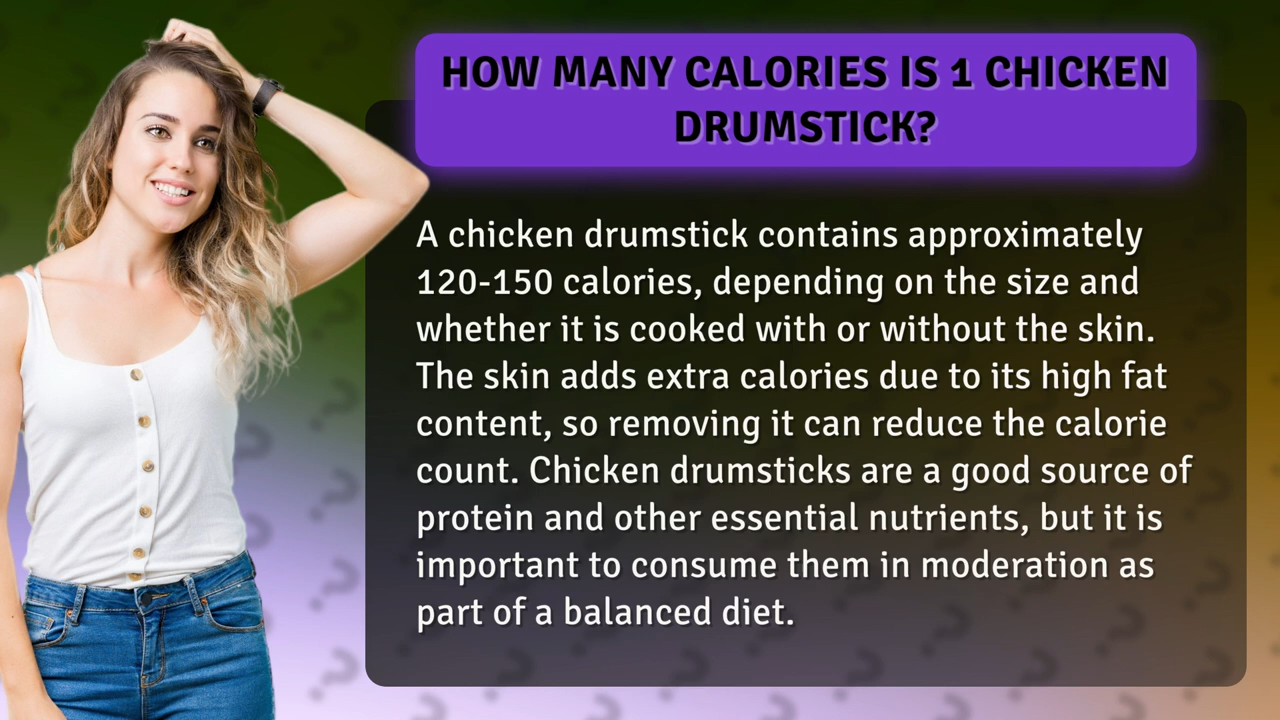 HOW MANY CALORIES IS 1 CHICKEN
DRUMSTICK?
A chicken drumstick contains approximately
120-150 calories, depending on the size and
whether it is cooked with or without the skin.
The skin adds extra calories due to its high fat
content, so removing it can reduce the calorie
count. Chicken drumsticks are a good source of
protein and other essential nutrients, but it is
important to consume them in moderation as
part of a balanced diet.